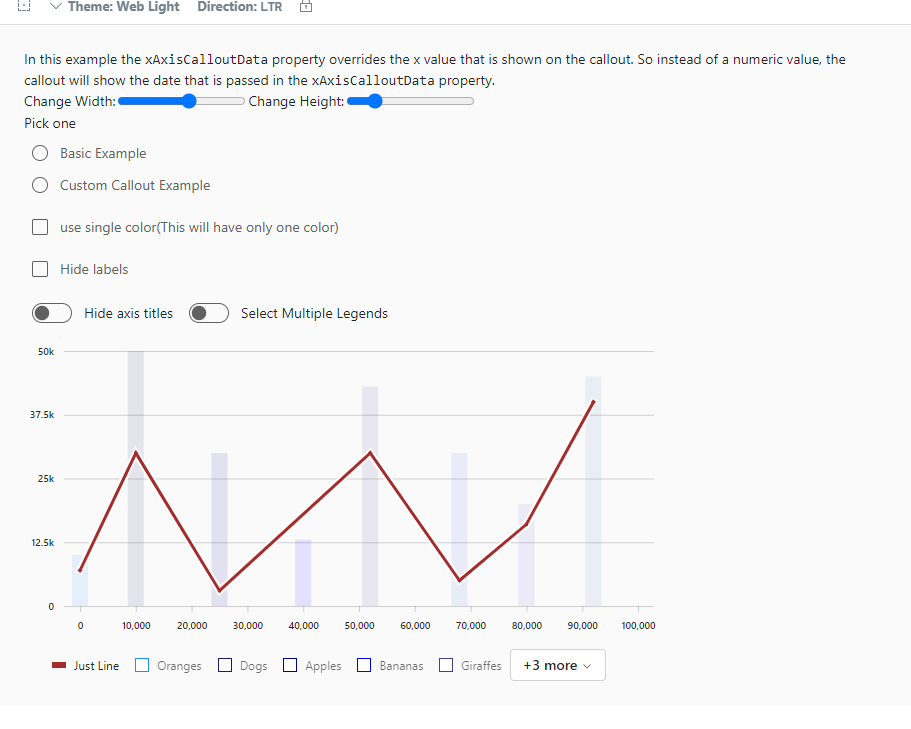 Theme: Web Light Direction: LTR
In this example the xAxisCalloutData property overrides the x value that is shown on the callout. So instead of a numeric value, the
callout will show the date that is passed in the xAxisCalloutData property.
Change Width: Change Height:
Pick one
Basic Example
Custom Callout Example
use single color(This will have only one color)
Hide labels
Hide axis titles Select Multiple Legends
50k
37.5k
25k
12.5k
0
0 10,000 20,000 30,000 40,000 50,000 60,000 70,000 80,000 90,000 100,000
Just Line Oranges Dogs Apples Bananas Giraffes +3 more